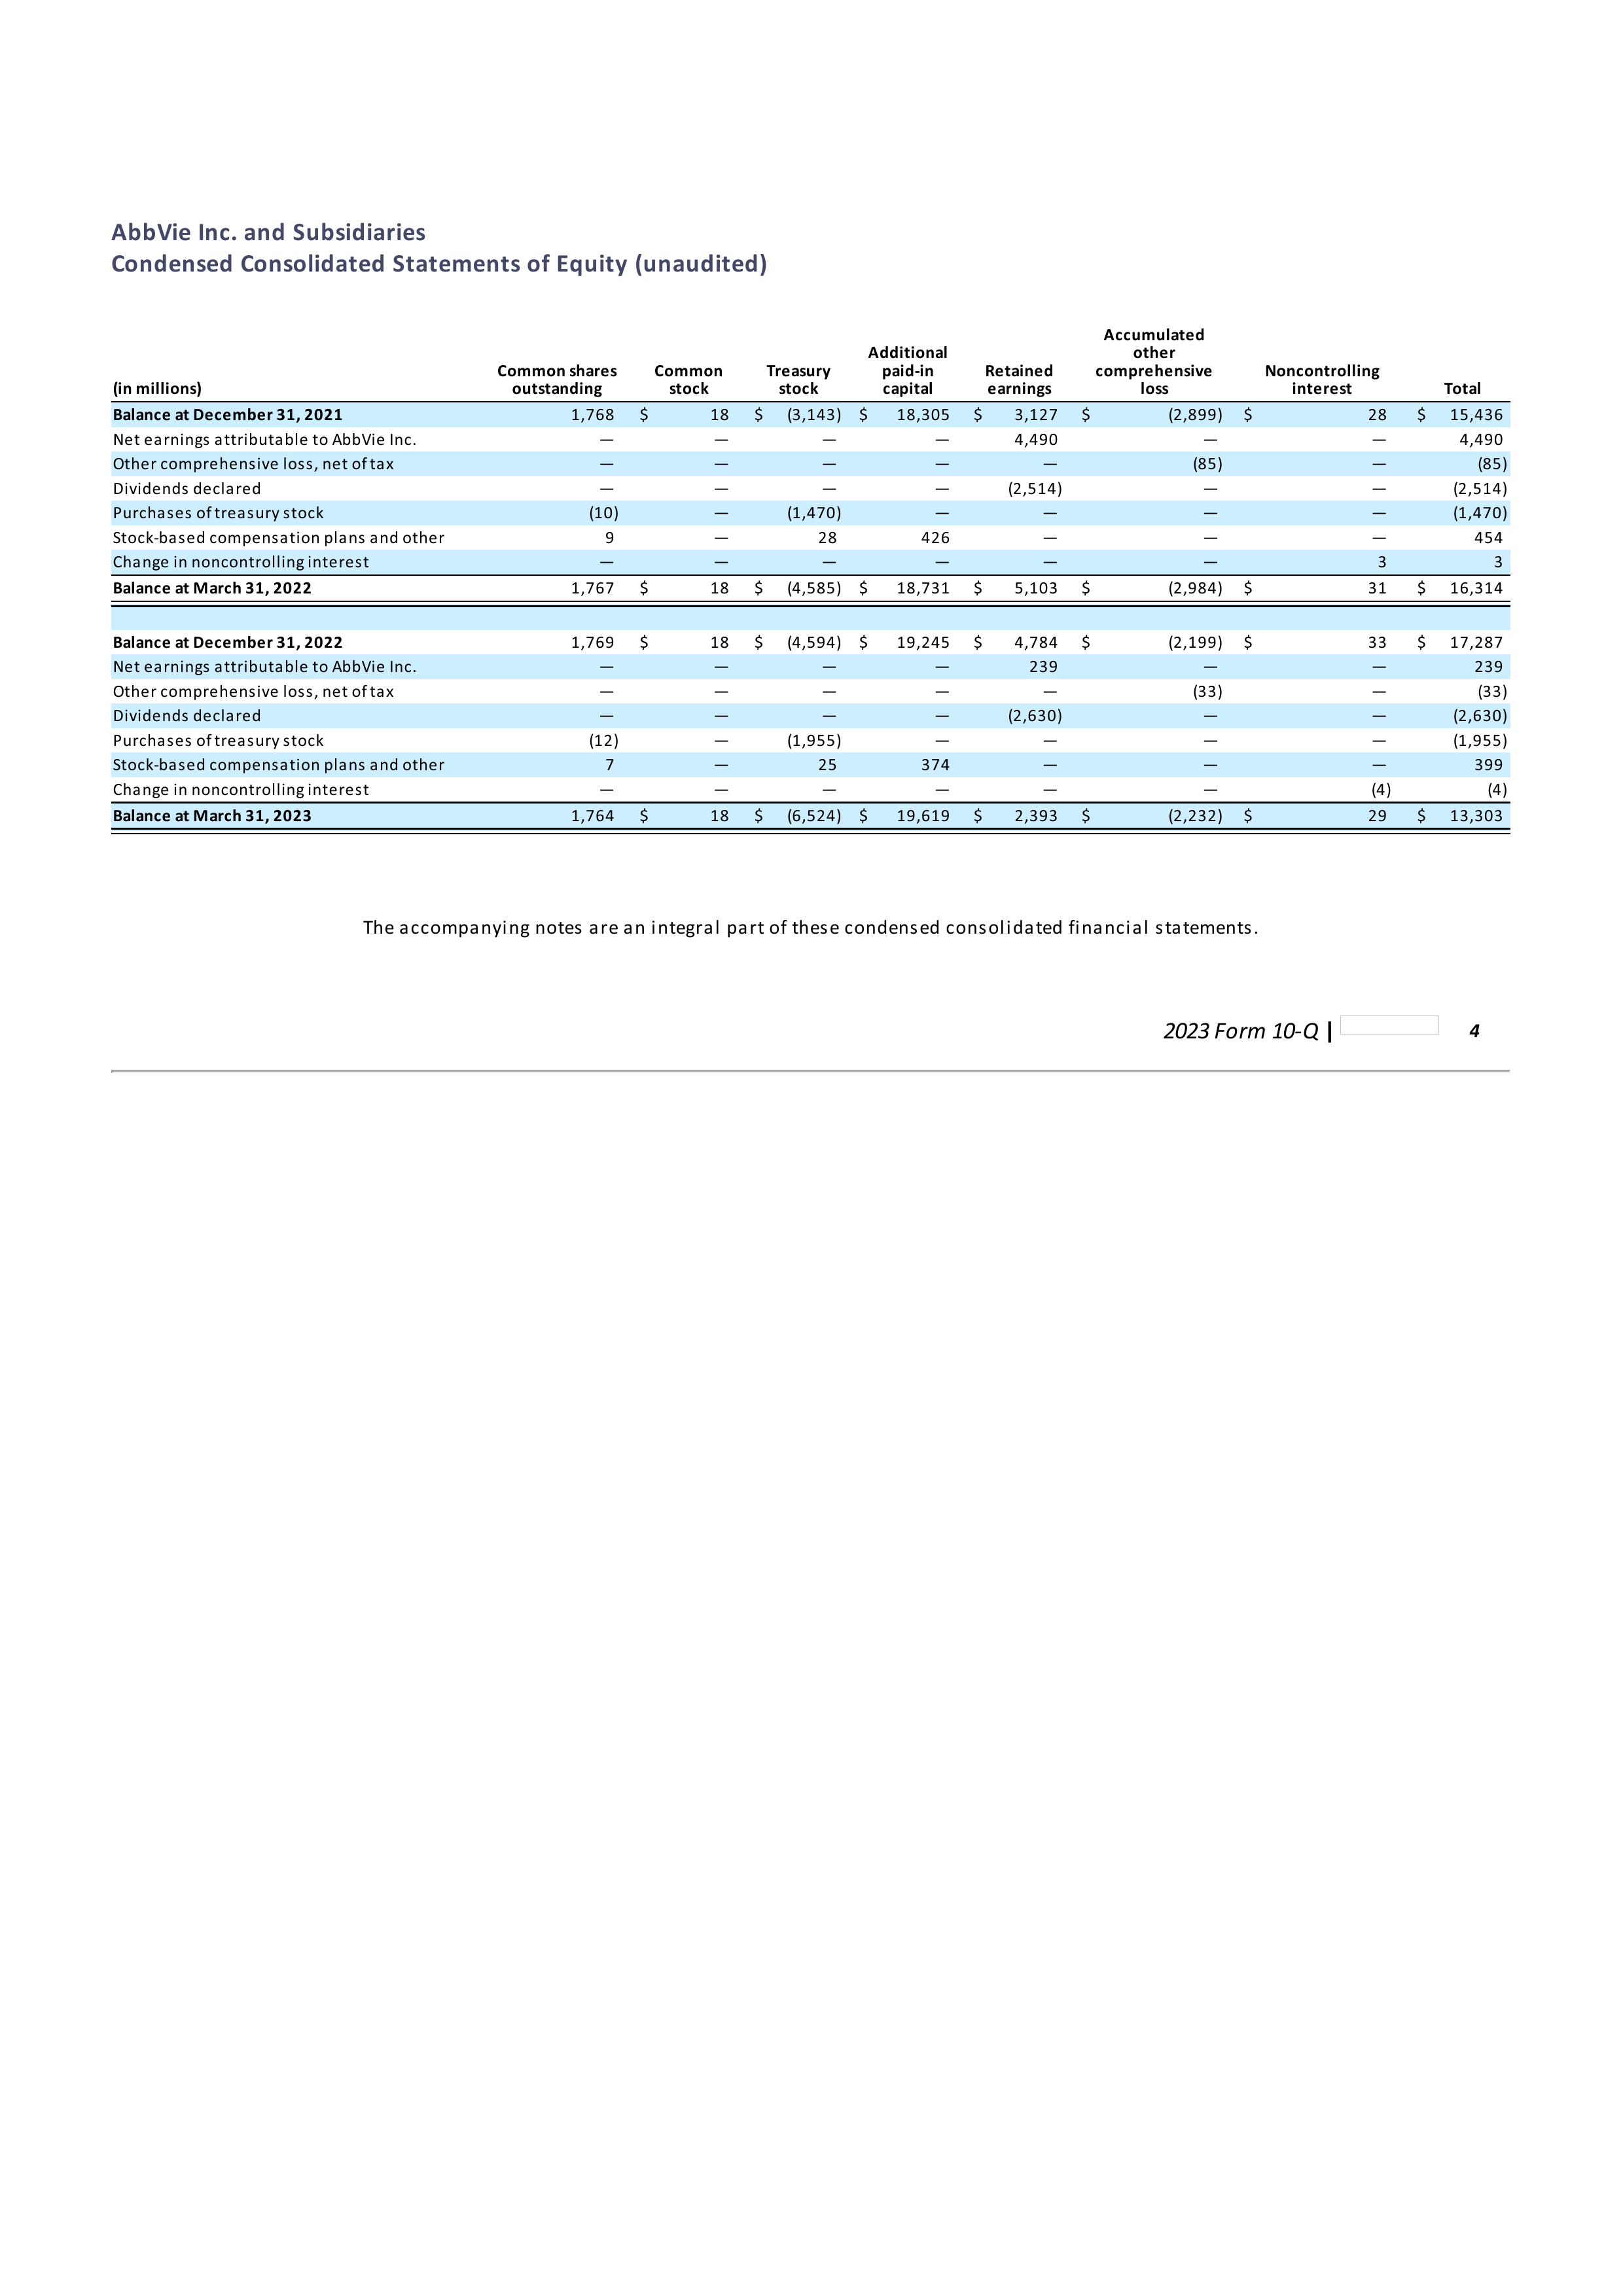 AbbVie Inc. and Subsidiaries
Condensed Consolidated Statements of Equity (unaudited)
(in millions) Common shares outstanding Common stock Treasury stock Additional paid-in capital Retained earnings Accumulated other comprehensive loss Noncontrolling interest Total
Balance at December 31, 2021 1,768 $ 18 $ (3,143) $ 18,305 $ 3,127 $ (2,899) $ 28 $ 15,436
Net earnings attributable to AbbVie Inc. — — — — 4,490 — — 4,490
Other comprehensive loss, net of tax — — — — — (85) — (85)
Dividends declared — — — — (2,514) — — (2,514)
Purchases of treasury stock (10) — (1,470) — — — — (1,470)
Stock-based compensation plans and other 9 — 28 426 — — — 454
Change in noncontrolling interest — — — — — — 3 3
Balance at March 31, 2022 1,767 $ 18 $ (4,585) $ 18,731 $ 5,103 $ (2,984) $ 31 $ 16,314
Balance at December 31, 2022 1,769 $ 18 $ (4,594) $ 19,245 $ 4,784 $ (2,199) $ 33 $ 17,287
Net earnings attributable to AbbVie Inc. — — — — 239 — — 239
Other comprehensive loss, net of tax — — — — — (33) — (33)
Dividends declared — — — — (2,630) — — (2,630)
Purchases of treasury stock (12) — (1,955) — — — — (1,955)
Stock-based compensation plans and other 7 — 25 374 — — — 399
Change in noncontrolling interest — — — — — — (4) (4)
Balance at March 31, 2023 1,764 $ 18 $ (6,524) $ 19,619 $ 2,393 $ (2,232) $ 29 $ 13,303
The accompanying notes are an integral part of these condensed consolidated financial statements.
2023 Form 10-Q | 4